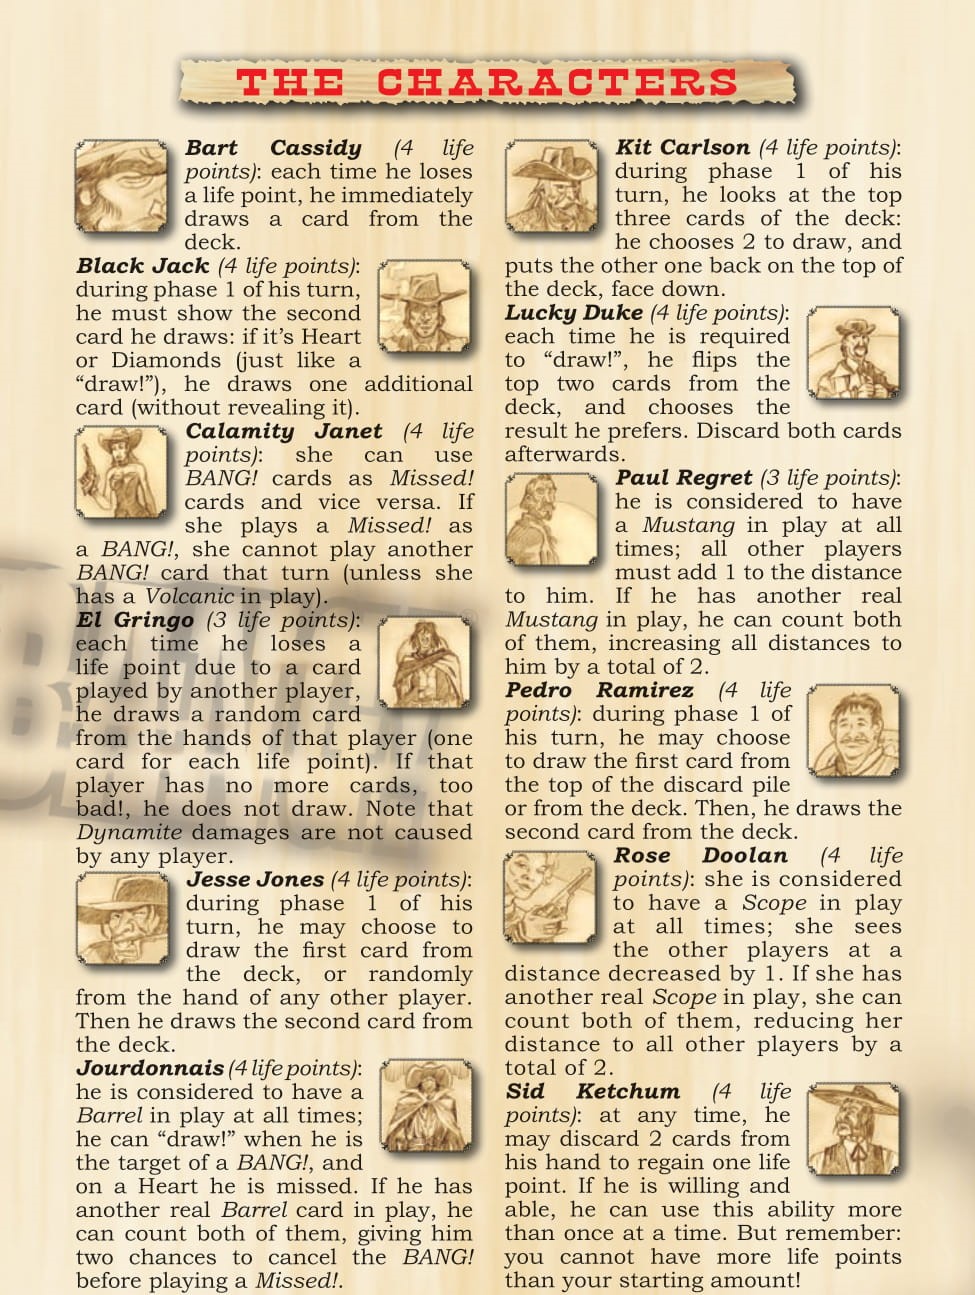 THE CHARACTERS
Bart Cassidy (4 life
points): each time he loses
a life point, he immediately
draws a card from the
deck.
Black Jack (4 life points):
during phase 1 of his turn,
he must show the second
card he draws: if it's Heart
or Diamonds (just like a
“draw!”), he draws one additional
card (without revealing it).
Calamity Janet (4 life
points): she can use
BANG! cards as Missed!
cards and vice versa. If
she plays a Missed! as
a BANG!, she cannot play another
BANG! card that turn (unless she
has a Volcanic in play).
El Gringo (3 life points):
each time he loses a
life point due to a card
played by another player,
he draws a random card
from the hands of that player (one
card for each life point). If that
player has no more cards, too
bad!, he does not draw. Note that
Dynamite damages are not caused
by any player.
Jesse Jones (4 life points):
during phase 1 of his
turn, he may choose to
draw the first card from
the deck, or randomly
from the hand of any other player.
Then he draws the second card from
the deck.
Jourdonnais (4 life points):
he is considered to have a
Barrel in play at all times;
he can “draw!” when he is
the target of a BANG!, and
on a Heart he is missed. If he has
another real Barrel card in play, he
can count both of them, giving him
two chances to cancel the BANG!
before playing a Missed!.
Kit Carlson (4 life points):
during phase 1 of his
turn, he looks at the top
three cards of the deck:
he chooses 2 to draw, and
puts the other one back on the top of
the deck, face down.
Lucky Duke (4 life points):
each time he is required
to “draw!”, he flips the
top two cards from the
deck, and chooses the
result he prefers. Discard both cards
afterwards.
Paul Regret (3 life points):
he is considered to have
a Mustang in play at all
times; all other players
must add 1 to the distance
to him. If he has another real
Mustang in play, he can count both
of them, increasing all distances to
him by a total of 2.
Pedro Ramirez (4 life
points): during phase 1 of
his turn, he may choose
to draw the first card from
the top of the discard pile
or from the deck. Then, he draws the
second card from the deck.
Rose Doolan (4 life
points): she is considered
to have a Scope in play
at all times; she sees
the other players at a
distance decreased by 1. If she has
another real Scope in play, she can
count both of them, reducing her
distance to all other players by a
total of 2.
Sid Ketchum (4 life
points): at any time, he
may discard 2 cards from
his hand to regain one life
point. If he is willing and
able, he can use this ability more
than once at a time. But remember:
you cannot have more life points
than your starting amount!
BANG!